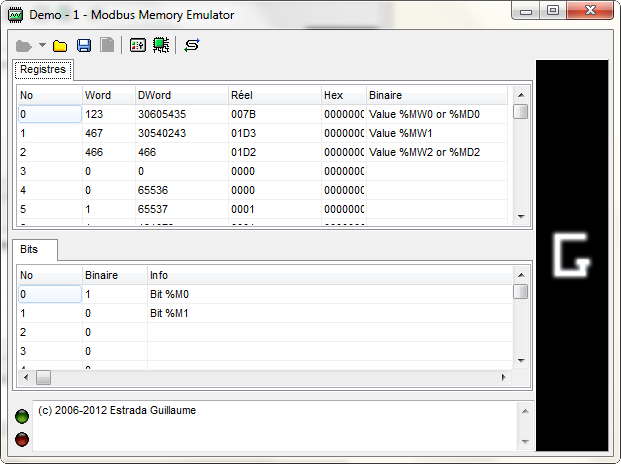 Demo - 1 - Modbus Memory Emulator
Registres
No Word DWord Réel Hex Binaire
0 123 30605435 007B 0000000 Value %MW0 or %MD0
1 467 30540243 01D3 0000000 Value %MW1
2 466 466 01D2 0000000 Value %MW2 or %MD2
3 0 0 0000 0000000
4 0 65536 0000 0000000
5 1 65537 0001 0000000
Bits
No Binaire Info
0 1 Bit %M0
1 0 Bit %M1
2 0
3 0
(c) 2006-2012 Estrada Guillaume
G